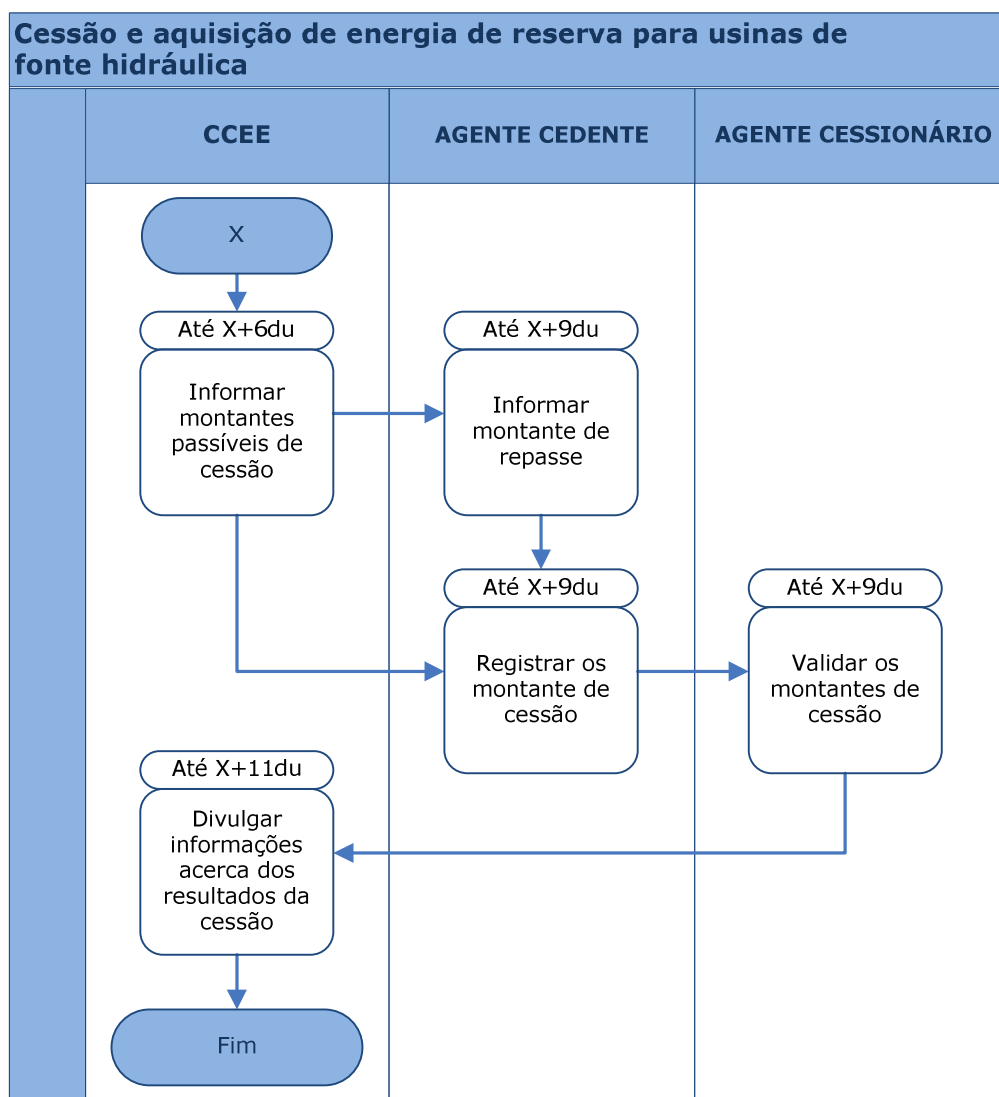 Cessão e aquisição de energia de reserva para usinas de
fonte hidráulica
CCEE
AGENTE CEDENTE
AGENTE CESSIONÁRIO
X
Até X+6du
Informar
montantes
passíveis de
cessão
Até X+9du
Informar
montante de
repasse
Até X+9du
Registrar os
montante de
cessão
Até X+9du
Validar os
montantes de
cessão
Até X+11du
Divulgar
informações
acerca dos
resultados da
cessão
Fim